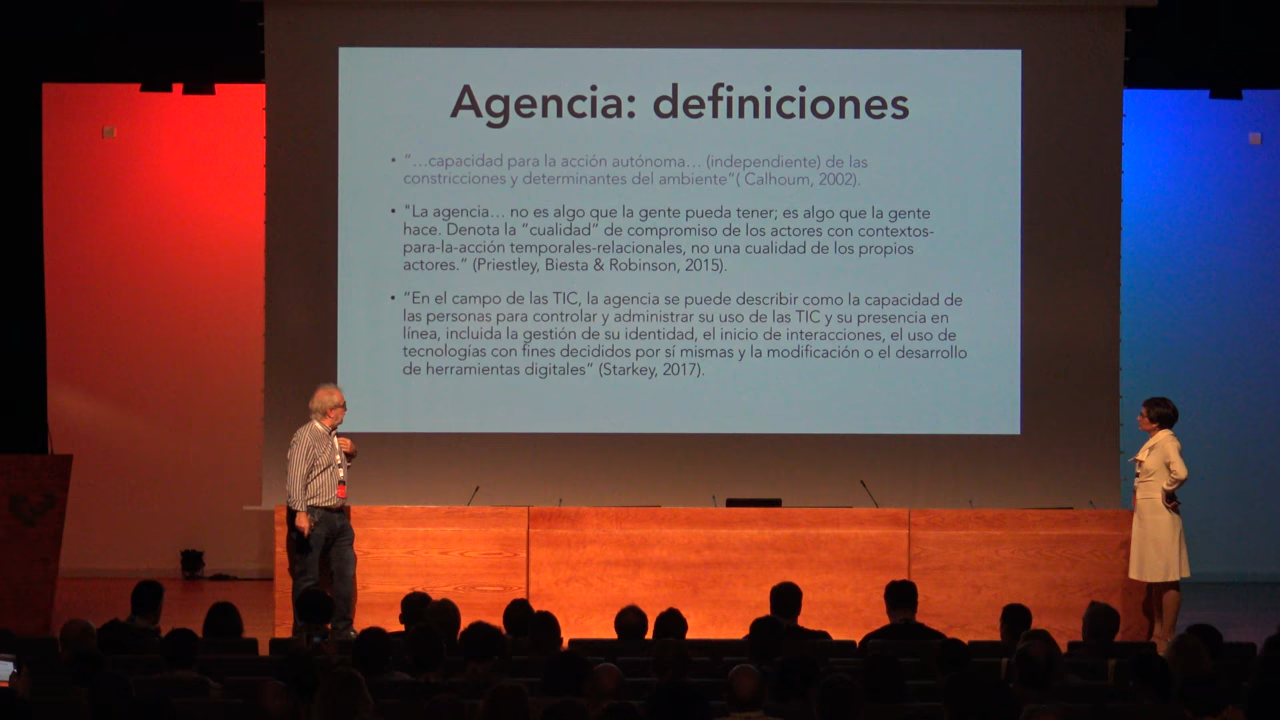 Agencia: definiciones
• “...capacidad para la acción autónoma... (independiente) de las
constricciones y determinantes del ambiente”( Calhoum, 2002).
• "La agencia... no es algo que la gente pueda tener; es algo que la gente
hace. Denota la “cualidad” de compromiso de los actores con contextos-
para-la-acción temporales-relacionales, no una cualidad de los propios
actores.” (Priestley, Biesta & Robinson, 2015).
• “En el campo de las TIC, la agencia se puede describir como la capacidad de
las personas para controlar y administrar su uso de las TIC y su presencia en
línea, incluida la gestión de su identidad, el inicio de interacciones, el uso de
tecnologías con fines decididos por sí mismas y la modificación o el desarrollo
de herramientas digitales” (Starkey, 2017).